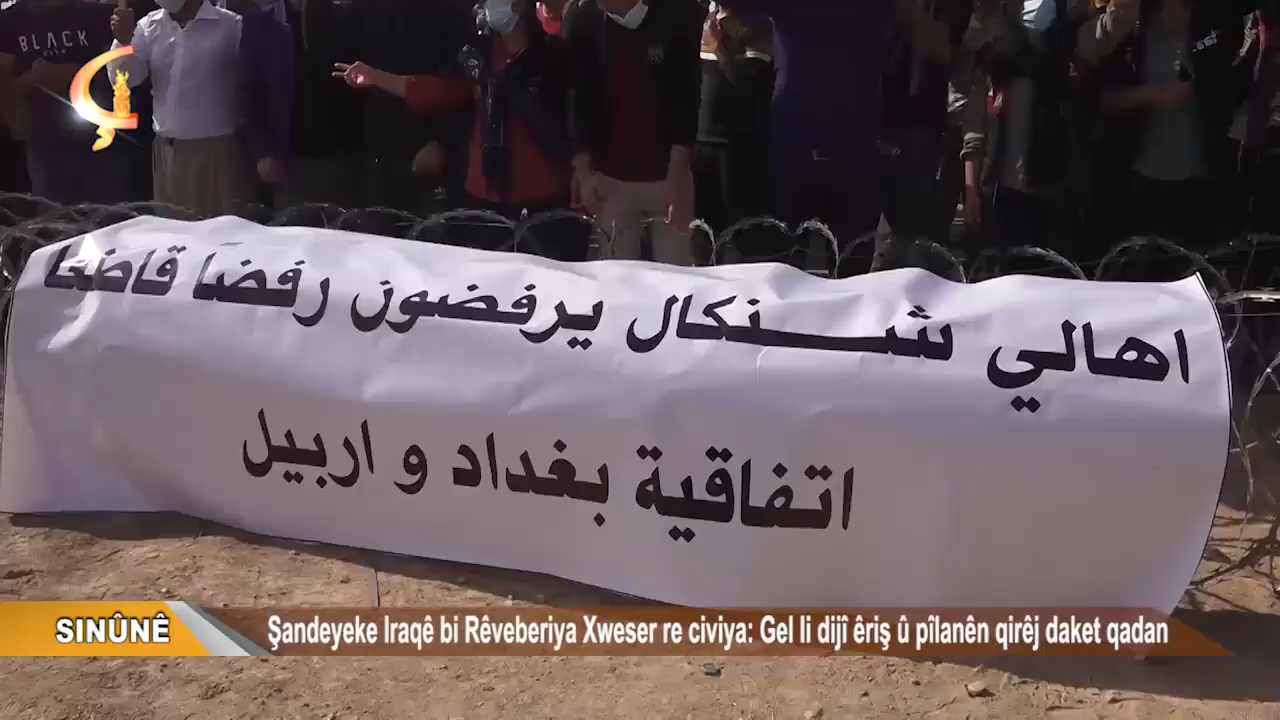 BLACK
اهالي شنكال يرفضون رفضاً قاطعا
اتفاقية بغداد و اربيل
SINÛNÊ
Şandeyeke Iraqê bi Rêveberiya Xweser re civiya: Gel li dijî êriş û pîlanên qirêj daket qadan